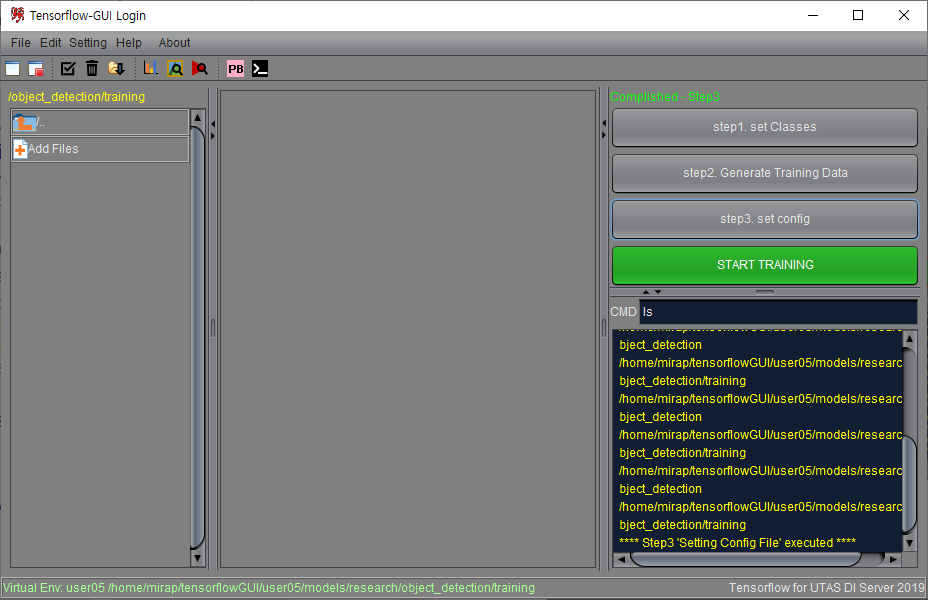 Tensorflow-GUI Login
File Edit Setting Help About
PB
/object_detection/training
/..
Add Files
Complished - Step3
step1. set Classes
step2. Generate Training Data
step3. set config
START TRAINING
CMD ls
bject_detection
/home/mirap/tensorflowGUI/user05/models/researc
bject_detection/training
/home/mirap/tensorflowGUI/user05/models/researc
bject_detection
/home/mirap/tensorflowGUI/user05/models/researc
bject_detection/training
/home/mirap/tensorflowGUI/user05/models/researc
bject_detection
/home/mirap/tensorflowGUI/user05/models/researc
bject_detection/training
**** Step3 'Setting Config File' executed ****
Virtual Env: user05 /home/mirap/tensorflowGUI/user05/models/research/object_detection/training
Tensorflow for UTAS DI Server 2019